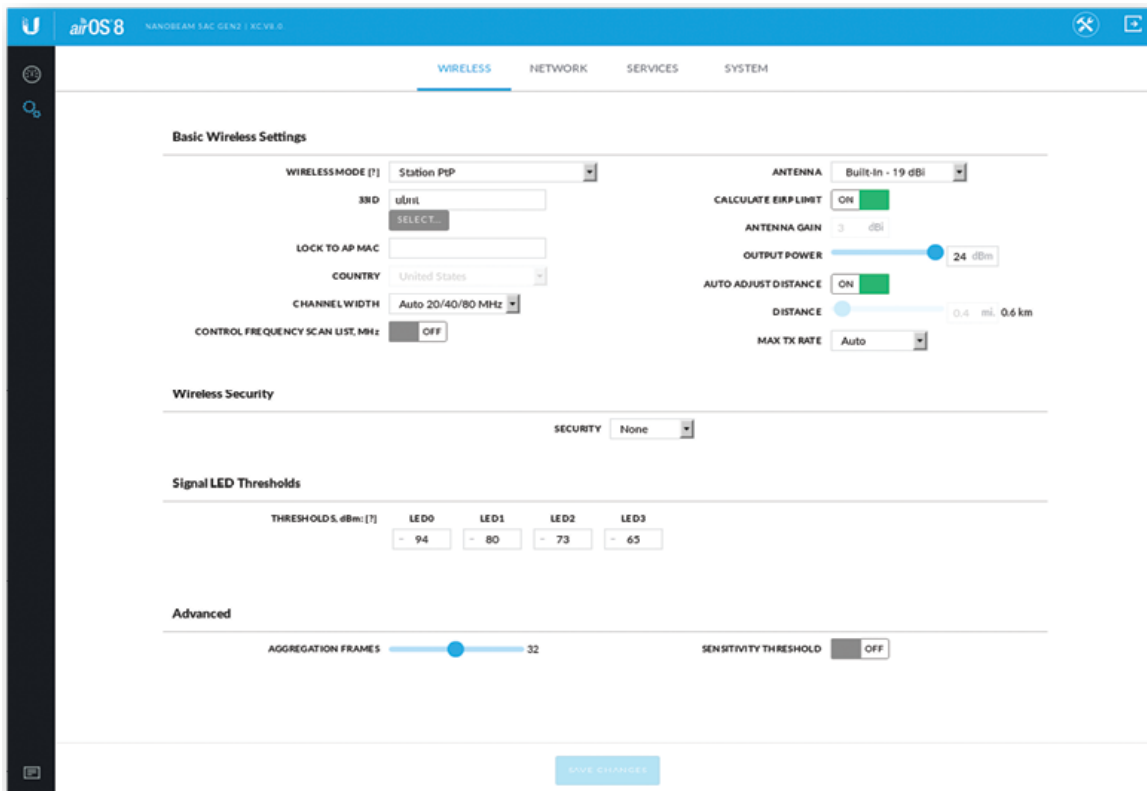 airOS 8 NANOBEAM 5AC GEN2 | XC.V8.0.
WIRELESS NETWORK SERVICES SYSTEM
Basic Wireless Settings
WIRELESS MODE [?] Station PtP
SSID ubnt
SELECT...
LOCK TO AP MAC
COUNTRY United States
CHANNEL WIDTH Auto 20/40/80 MHz
CONTROL FREQUENCY SCAN LIST, MHz OFF
ANTENNA Built-In - 19 dBi
CALCULATE EIRP LIMIT ON
ANTENNA GAIN 3 dBi
OUTPUT POWER 24 dBm
AUTO ADJUST DISTANCE ON
DISTANCE 0.4 mi. 0.6 km
MAX TX RATE Auto
Wireless Security
SECURITY None
Signal LED Thresholds
THRESHOLDS, dBm: [?] LED0 LED1 LED2 LED3
- 94 - 80 - 73 - 65
Advanced
AGGREGATION FRAMES 32
SENSITIVITY THRESHOLD OFF
SAVE CHANGES